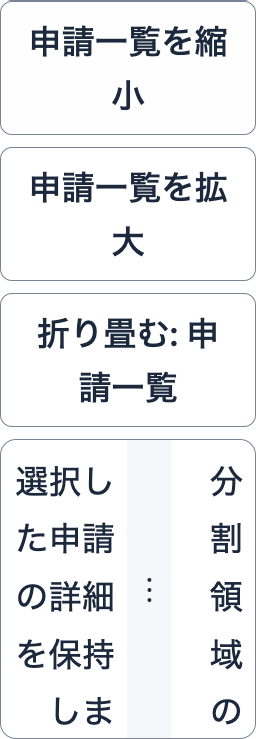 申請一覧を縮
小
申請一覧を拡
大
折り畳む: 申
請一覧
選択し
た申請
の詳細
を保持
しま
⋮
分
割
領
域
の